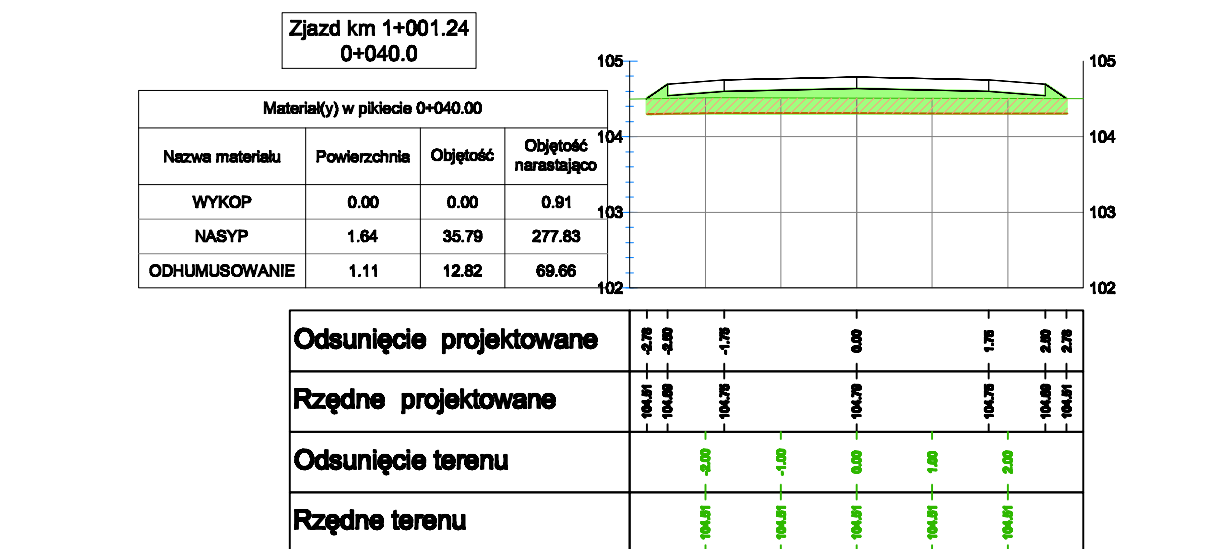 Zjazd km 1+001.24
0+040.0
Materiał(y) w pikiecie 0+040.00
Nazwa materiału Powierzchnia Objętość Objętość narastająco
WYKOP 0.00 0.00 0.91
NASYP 1.64 35.79 277.83
ODHUMUSOWANIE 1.11 12.82 69.66
105 105
104 104
103 103
102 102
Odsunięcie projektowane -2.78 -2.50 -1.75 0.00 1.75 2.50 2.78
Rzędne projektowane 104.51 104.69 104.75 104.79 104.75 104.69 104.51
Odsunięcie terenu -2.00 -1.00 0.00 1.00 2.00
Rzędne terenu 104.51 104.51 104.51 104.51 104.51